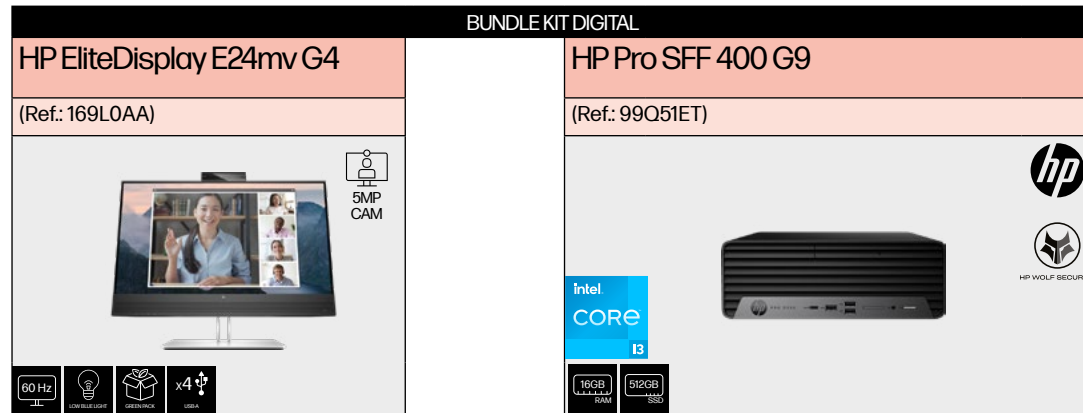 BUNDLE KIT DIGITAL
HP EliteDisplay E24mv G4
(Ref.: 169L0AA)
5MP
CAM
60 Hz
LOW BLUE LIGHT
GREEN PACK
x4
USB-A
HP Pro SFF 400 G9
(Ref.: 99Q51ET)
hp
HP WOLF SECUR
intel
CORE
i3
16GB
RAM
512GB
SSD